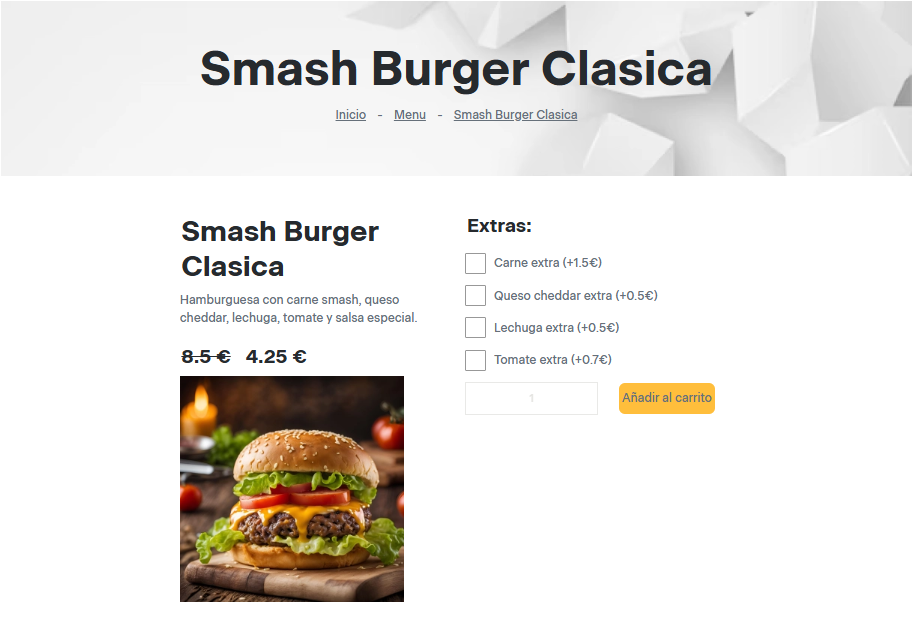 Smash Burger Clasica
Inicio - Menu - Smash Burger Clasica
Smash Burger
Clasica
Hamburguesa con carne smash, queso
cheddar, lechuga, tomate y salsa especial.
8.5 € 4.25 €
Extras:
Carne extra (+1.5€)
Queso cheddar extra (+0.5€)
Lechuga extra (+0.5€)
Tomate extra (+0.7€)
1 Añadir al carrito